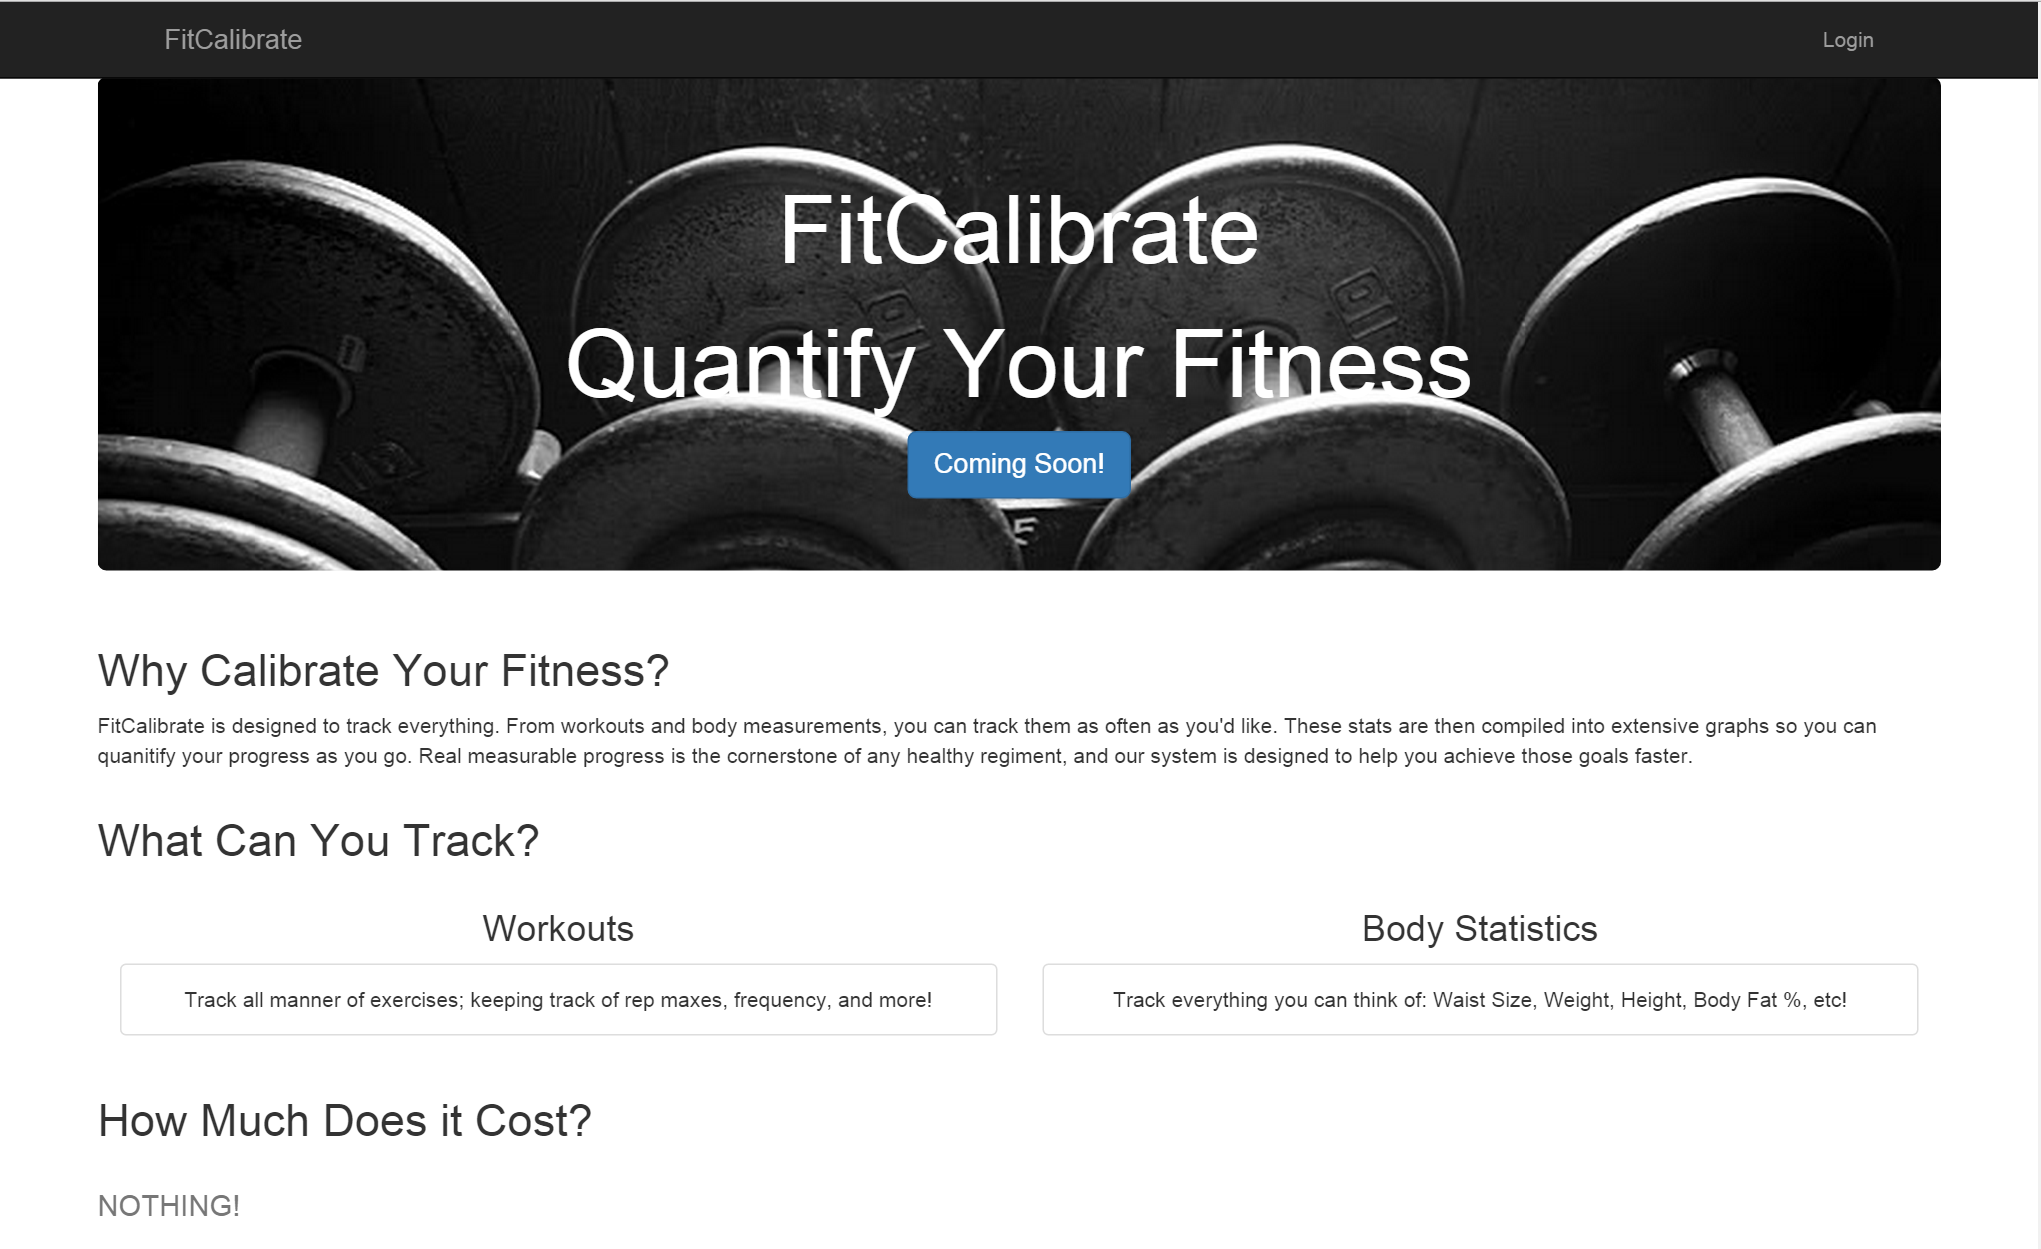 FitCalibrate
Login
FitCalibrate
Quantify Your Fitness
Coming Soon!
Why Calibrate Your Fitness?
FitCalibrate is designed to track everything. From workouts and body measurements, you can track them as often as you'd like. These stats are then compiled into extensive graphs so you can
quanitify your progress as you go. Real measurable progress is the cornerstone of any healthy regiment, and our system is designed to help you achieve those goals faster.
What Can You Track?
Workouts
Body Statistics
Track all manner of exercises; keeping track of rep maxes, frequency, and more!
Track everything you can think of: Waist Size, Weight, Height, Body Fat %, etc!
How Much Does it Cost?
NOTHING!